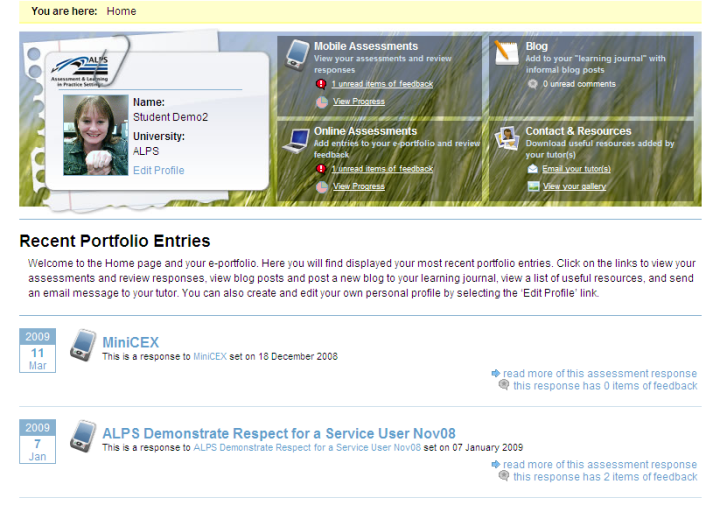 You are here: Home
ALPS
Assessment & Learning
in Practice Settings
Name:
Student Demo2
University:
ALPS
Edit Profile
Mobile Assessments
View your assessments and review
responses
1 unread items of feedback
View Progress
Blog
Add to your "learning journal" with
informal blog posts
0 unread comments
Online Assessments
Add entries to your e-portfolio and review
feedback
1 unread items of feedback
View Progress
Contact & Resources
Download useful resources added by
your tutor(s)
Email your tutor(s)
View your gallery
Recent Portfolio Entries
Welcome to the Home page and your e-portfolio. Here you will find displayed your most recent portfolio entries. Click on the links to view your
assessments and review responses, view blog posts and post a new blog to your learning journal, view a list of useful resources, and send
an email message to your tutor. You can also create and edit your own personal profile by selecting the 'Edit Profile' link.
2009
11
Mar
MiniCEX
This is a response to MiniCEX set on 18 December 2008
read more of this assessment response
this response has 0 items of feedback
2009
7
Jan
ALPS Demonstrate Respect for a Service User Nov08
This is a response to ALPS Demonstrate Respect for a Service User Nov08 set on 07 January 2009
read more of this assessment response
this response has 2 items of feedback